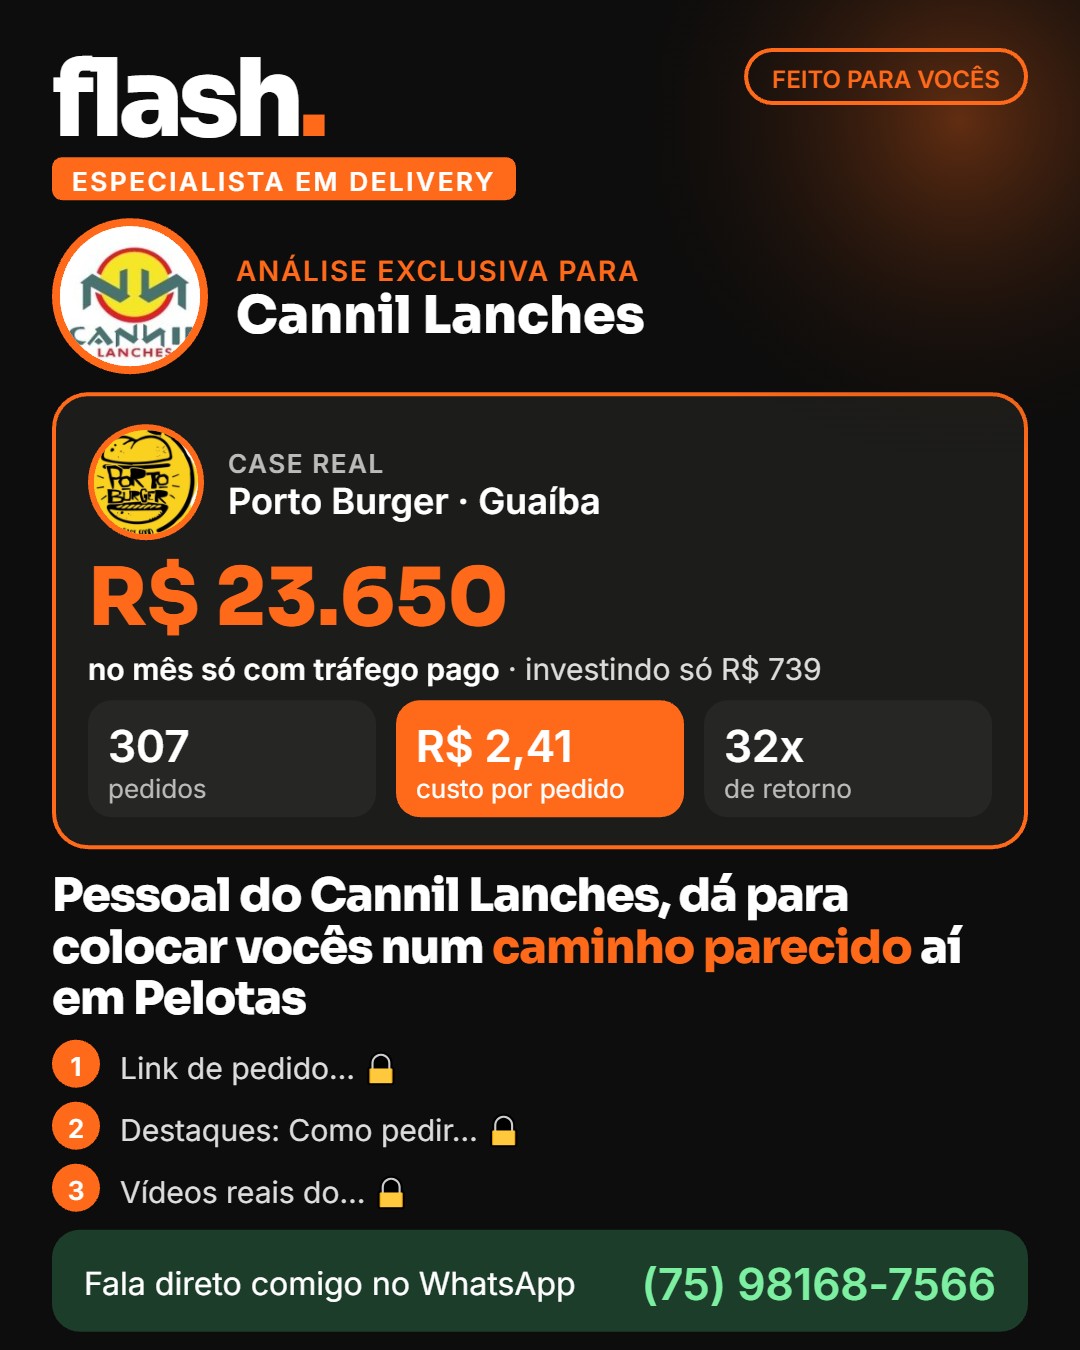 flash.
FEITO PARA VOCÊS
ESPECIALISTA EM DELIVERY
CANNIL
LANCHES
ANÁLISE EXCLUSIVA PARA
Cannil Lanches
PORTO
BURGER
CASE REAL
Porto Burger · Guaíba
R$ 23.650
no mês só com tráfego pago · investindo só R$ 739
307
pedidos
R$ 2,41
custo por pedido
32x
de retorno
Pessoal do Cannil Lanches, dá para
colocar vocês num caminho parecido aí
em Pelotas
1 Link de pedido... 🔒
2 Destaques: Como pedir... 🔒
3 Vídeos reais do... 🔒
Fala direto comigo no WhatsApp (75) 98168-7566